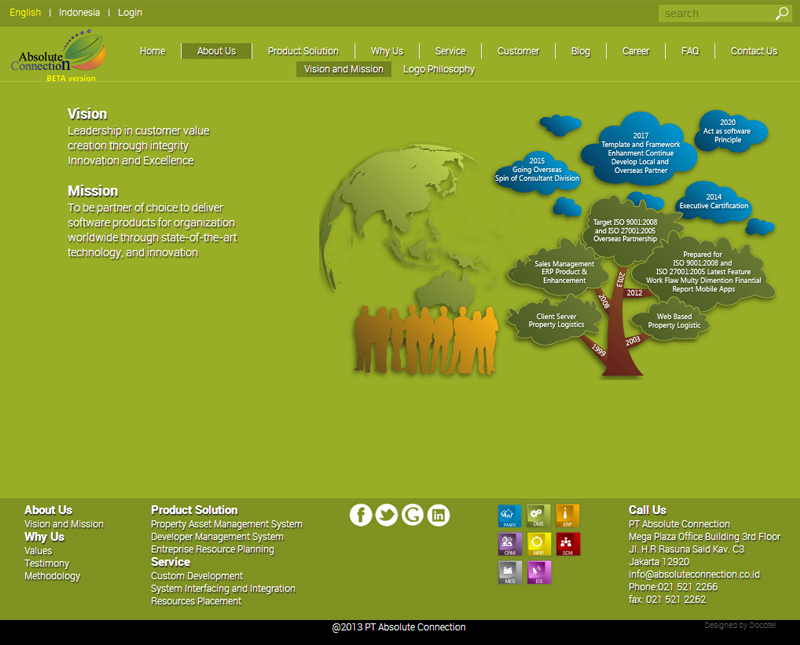 English | Indonesia | Login
search
Absolute
Connection
BETA version
Home
About Us
Product Solution
Why Us
Service
Customer
Blog
Career
FAQ
Contact Us
Vision and Mission
Logo Philosophy
Vision
Leadership in customer value
creation through integrity
Innovation and Excellence
Mission
To be partner of choice to deliver
software products for organization
worldwide through state-of-the-art
technology, and innovation
2020
Act as software
Principle
2017
Template and Framework
Enhanment Continue
Develop Local and
Overseas Partner
2015
Going Overseas
Spin of Consultant Division
2014
Executive Cartification
Target ISO 9001:2008
and ISO 27001:2005
Overseas Partnership
Sales Management
ERP Product &
Enhancement
Prepared for
ISO 9001:2008 and
ISO 27001:2005 Latest Feature
Work Flaw Multy Dimention Finantial
Report Mobile Apps
2013
2012
2008
Client Server
Property Logistics
Web Based
Property Logistic
1999
2003
About Us
Vision and Mission
Why Us
Values
Testimony
Methodology
Product Solution
Property Asset Management System
Developer Management System
Entreprise Resource Planning
Service
Custom Development
System Interfacing and Integration
Resources Placement
PAMS
DMS
ERP
CRM
MRP
SCM
MES
EIS
Call Us
PT Absolute Connection
Mega Plaza Office Building 3rd Floor
Jl. H.R Rasuna Said Kav. C3
Jakarta 12920
info@absoluteconnection.co.id
Phone:021 521 2266
fax: 021 521 2262
@2013 PT Absolute Connection
Designed by Docotel